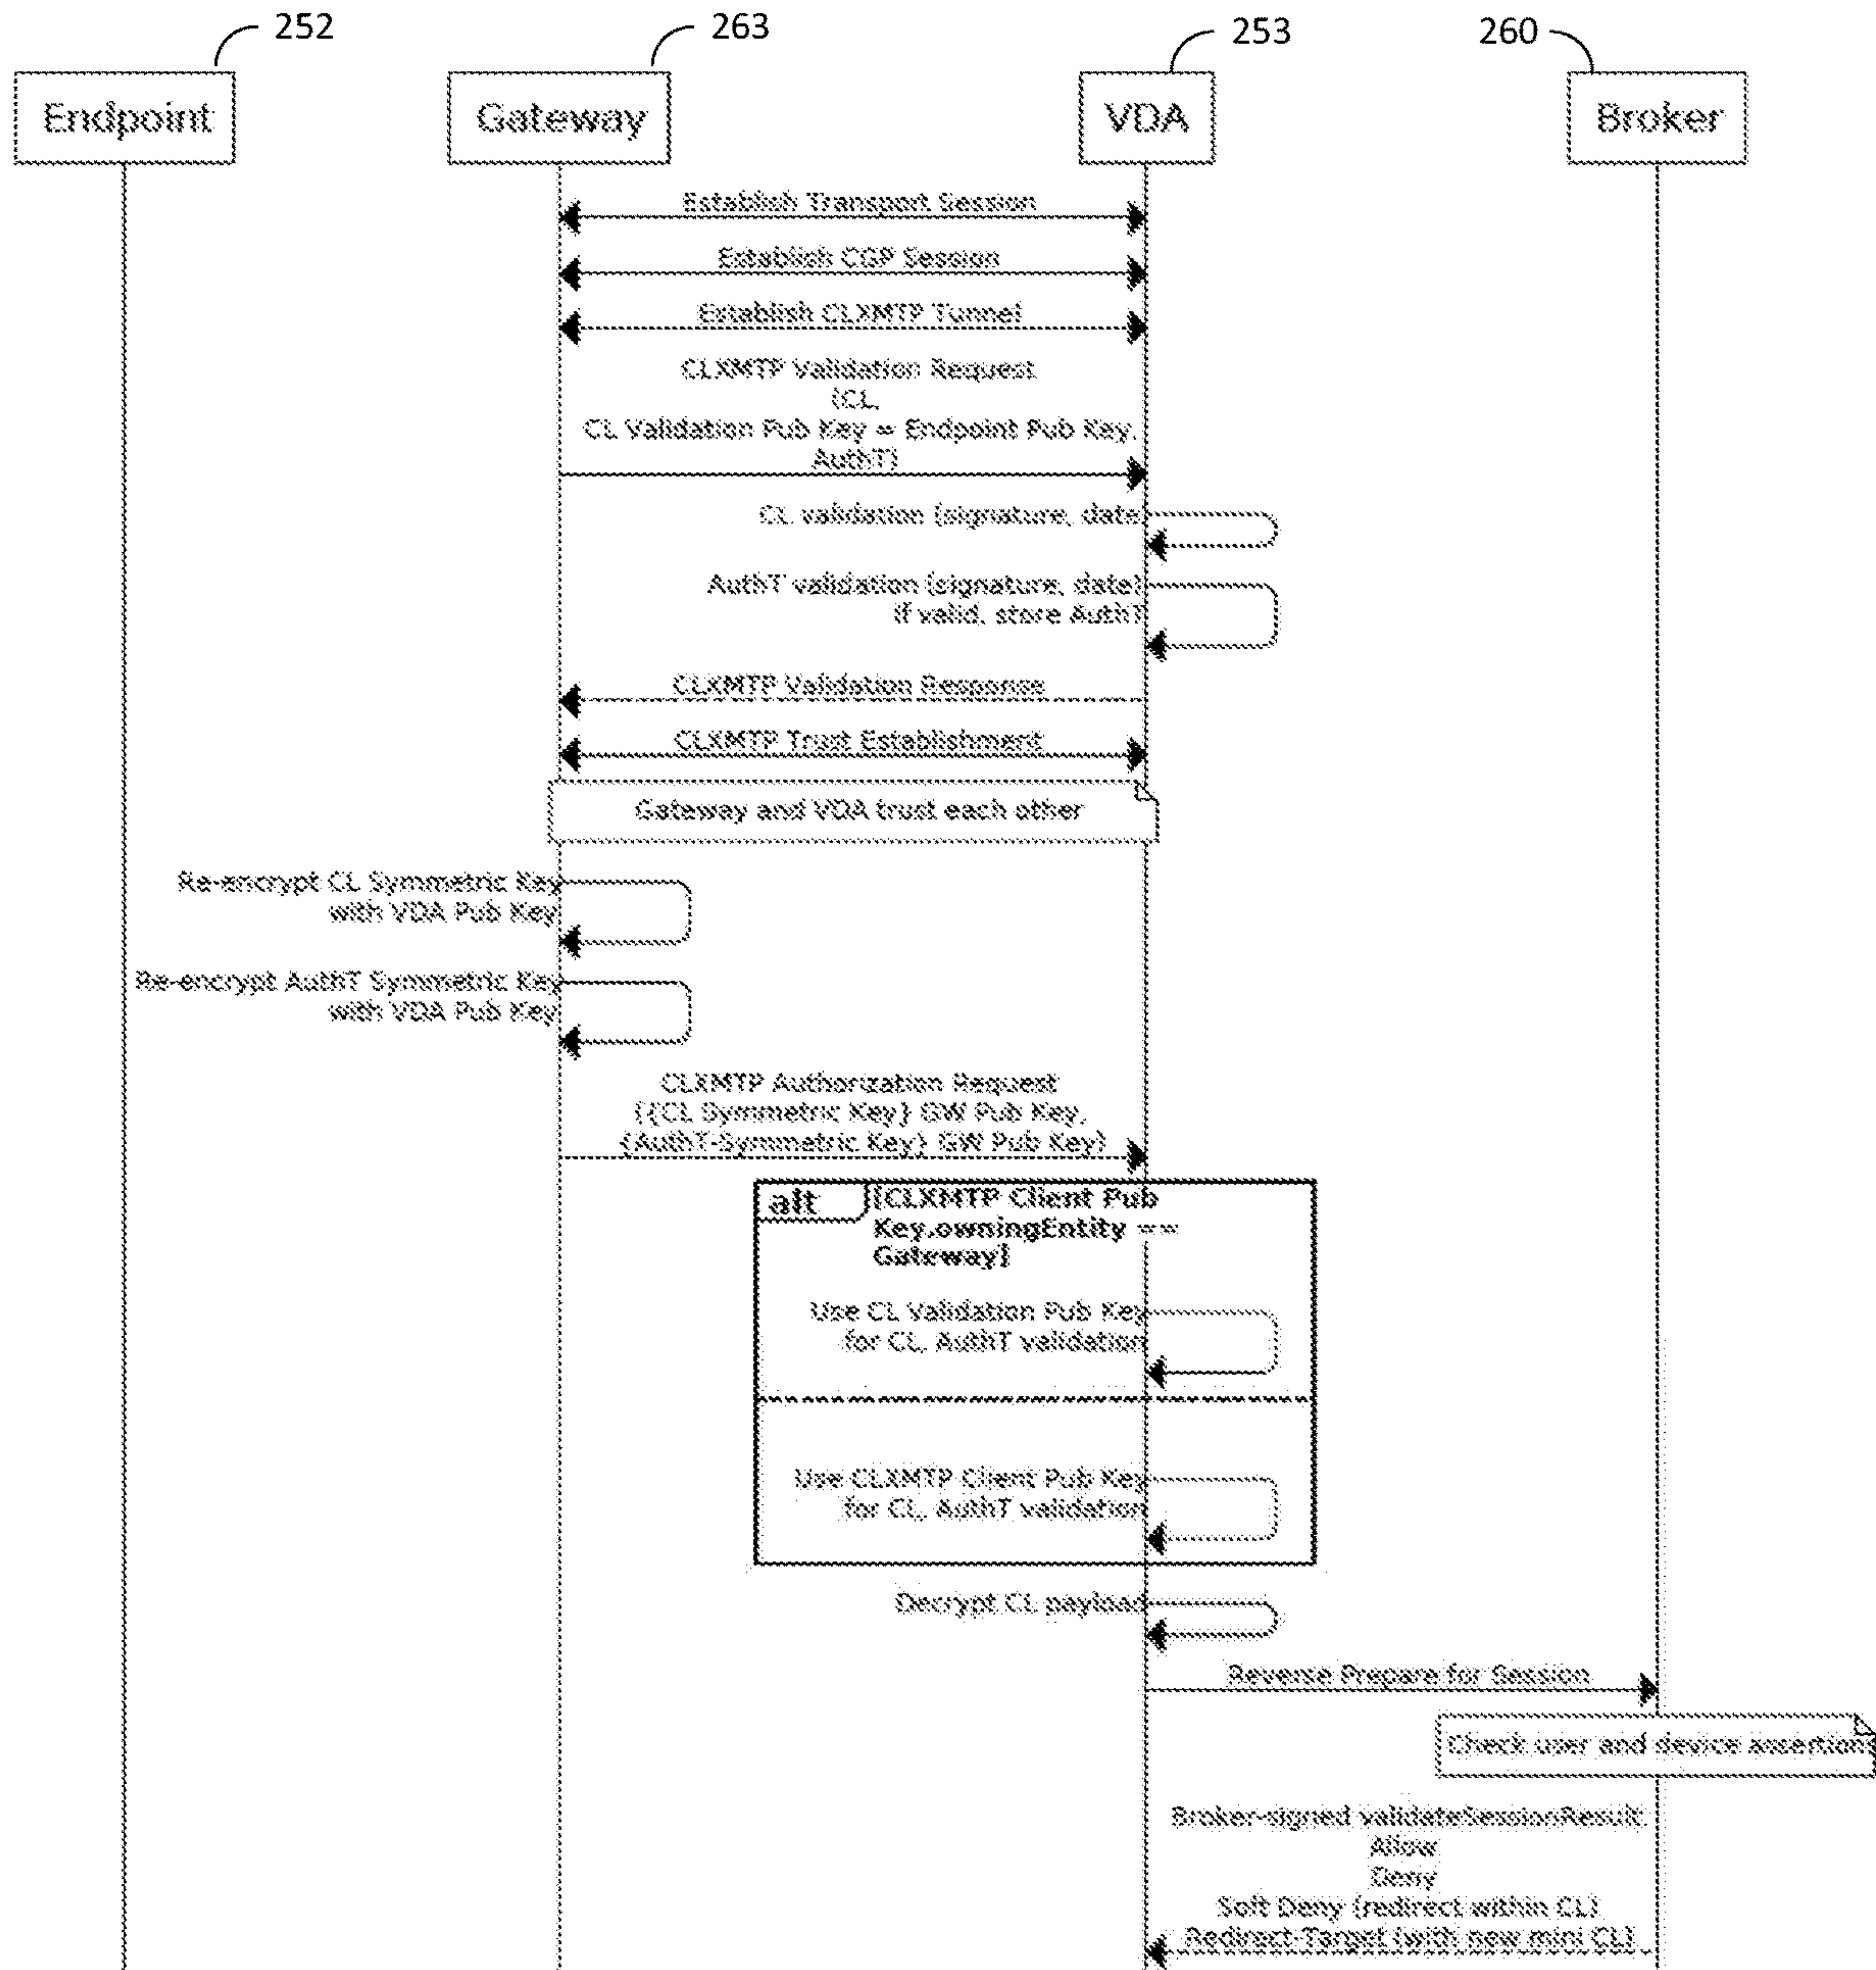 252
263
253
260
Endpoint
Gateway
VDA
Broker
Establish Transport Session
Establish CGP Session
Establish CLXMTP Tunnel
CLXMTP Validation Request
(CL,
CL Validation Pub Key = Endpoint Pub Key,
AuthT)
CL validation (signature, date
AuthT validation (signature, date)
if valid, store AuthT
CLXMTP Validation Response
CLXMTP Trust Establishment
Gateway and VDA trust each other
Re-encrypt CL Symmetric Key
with VDA Pub Key
Re-encrypt AuthT Symmetric Key
with VDA Pub Key
CLXMTP Authorization Request
({CL Symmetric Key} GW Pub Key,
{AuthT-Symmetric Key} GW Pub Key)
alt
[CLXMTP Client Pub
Key.owningEntity ==
Gateway]
Use CL Validation Pub Key
for CL, AuthT validation
Use CLXMTP Client Pub Key
for CL, AuthT validation
Decrypt CL payload
Reverse Prepare for Session
Check user and device assertions
Broker-signed validateSessionResult
Allow
Deny
Soft Deny (redirect within CL)
Redirect-Target (with new mini CL)